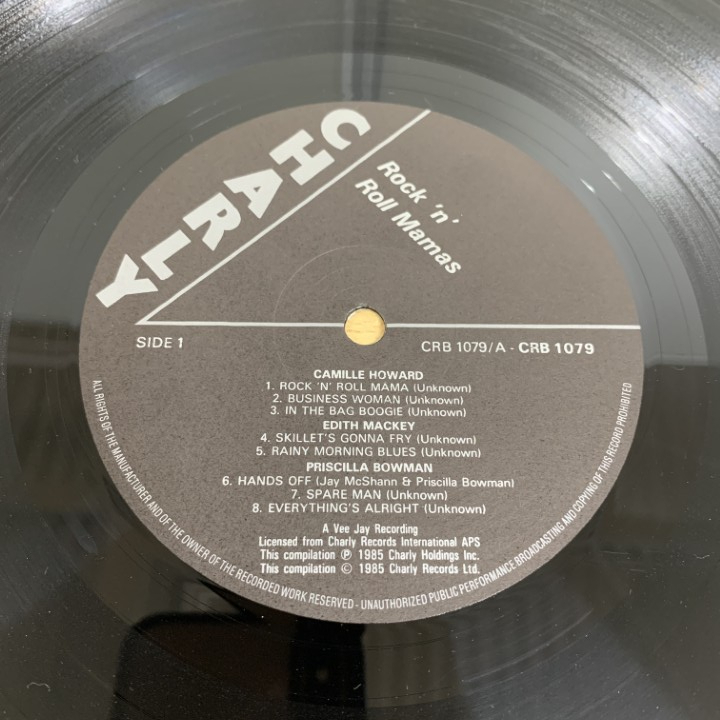 CHARLY
Rock 'n'
Roll Mamas
SIDE 1
CRB 1079/A - CRB 1079
CAMILLE HOWARD
1. ROCK 'N' ROLL MAMA (Unknown)
2. BUSINESS WOMAN (Unknown)
3. IN THE BAG BOOGIE (Unknown)
EDITH MACKEY
4. SKILLET'S GONNA FRY (Unknown)
5. RAINY MORNING BLUES (Unknown)
PRISCILLA BOWMAN
6. HANDS OFF (Jay McShann & Priscilla Bowman)
7. SPARE MAN (Unknown)
8. EVERYTHING'S ALRIGHT (Unknown)
A Vee Jay Recording
Licensed from Charly Records International APS
This compilation ℗ 1985 Charly Holdings Inc.
This compilation © 1985 Charly Records Ltd.
ALL RIGHTS OF THE MANUFACTURER AND OF THE OWNER OF THE RECORDED WORK RESERVED - UNAUTHORIZED PUBLIC PERFORMANCE BROADCASTING AND COPYING OF THIS RECORD PROHIBITED